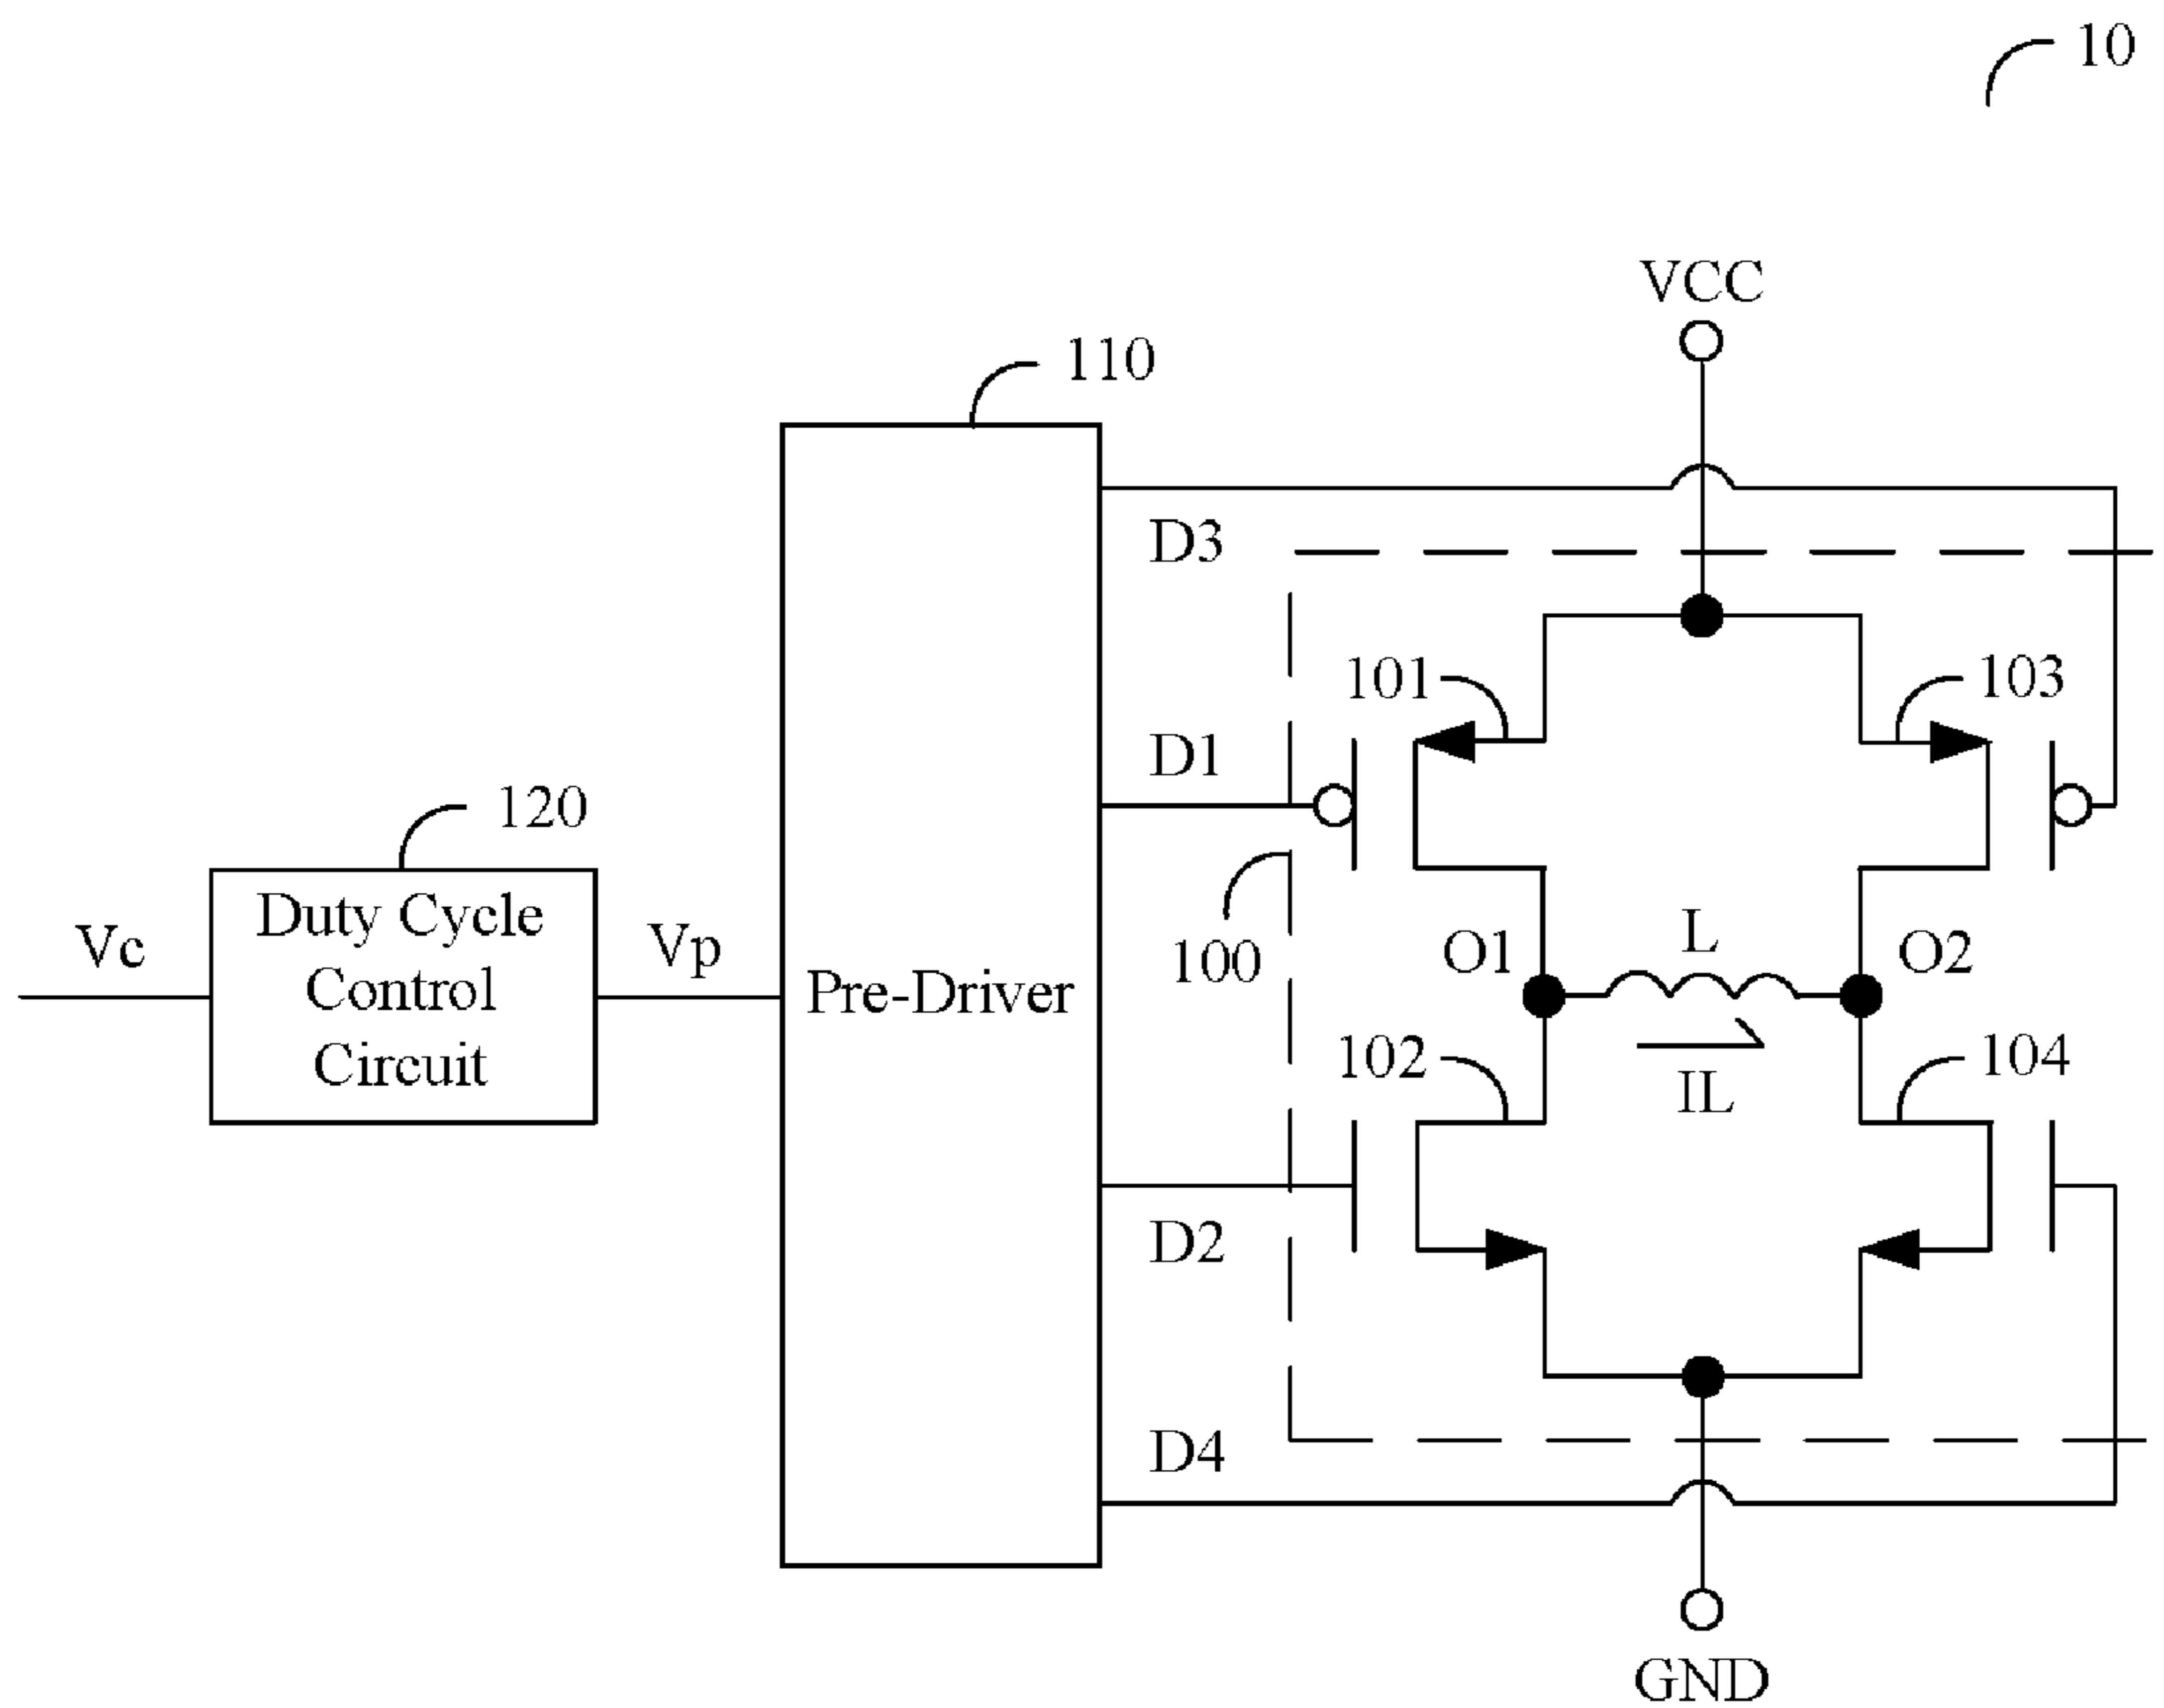 10
VCC
110
D3
101
103
D1
120
Duty Cycle
Control
Circuit
Vc
Vp
Pre-Driver
100
O1
L
O2
102
IL
104
D2
D4
GND